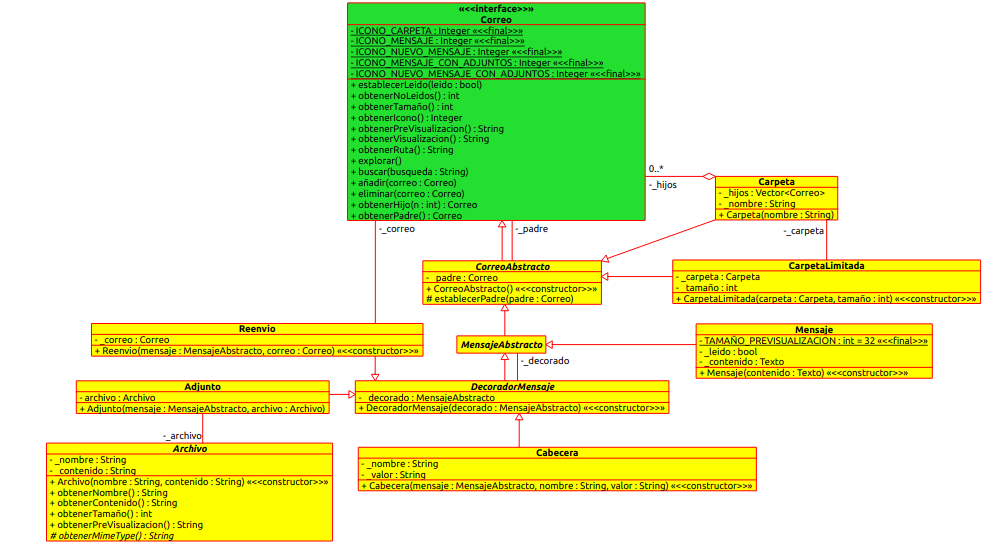 «<interface>»
Correo
- ICONO_CARPETA : Integer «<final>»
- ICONO_MENSAJE : Integer «<final>»
- ICONO_NUEVO_MENSAJE : Integer «<final>»
- ICONO_MENSAJE_CON_ADJUNTOS : Integer «<final>»
- ICONO_NUEVO_MENSAJE_CON_ADJUNTOS : Integer «<final>»
+ establecerLeido(leido : bool)
+ obtenerNoLeidos() : int
+ obtenerTamaño() : int
+ obtenerIcono() : Integer
+ obtenerPreVisualizacion() : String
+ obtenerVisualizacion() : String
+ obtenerRuta() : String
+ explorar()
+ buscar(busqueda : String)
+ añadir(correo : Correo)
+ eliminar(correo : Correo)
+ obtenerHijo(n : int) : Correo
+ obtenerPadre() : Correo
0..*
-_hijos
Carpeta
- _hijos : Vector<Correo>
- _nombre : String
+ Carpeta(nombre : String)
-_correo
-_padre
-_carpeta
CorreoAbstracto
- _padre : Correo
+ CorreoAbstracto() «<constructor>»
# establecerPadre(padre : Correo)
CarpetaLimitada
- _carpeta : Carpeta
- _tamaño : int
+ CarpetaLimitada(carpeta : Carpeta, tamaño : int) «<constructor>»
Reenvio
- _correo : Correo
+ Reenvio(mensaje : MensajeAbstracto, correo : Correo) «<constructor>»
MensajeAbstracto
-_decorado
Mensaje
- TAMAÑO_PREVISUALIZACION : int = 32 «<final>»
- _leido : bool
- _contenido : Texto
+ Mensaje(contenido : Texto) «<constructor>»
Adjunto
- archivo : Archivo
+ Adjunto(mensaje : MensajeAbstracto, archivo : Archivo)
DecoradorMensaje
- _decorado : MensajeAbstracto
+ DecoradorMensaje(decorado : MensajeAbstracto) «<constructor>»
-_archivo
Archivo
- _nombre : String
- _contenido : String
+ Archivo(nombre : String, contenido : String) «<constructor>»
+ obtenerNombre() : String
+ obtenerContenido() : String
+ obtenerTamaño() : int
+ obtenerPreVisualizacion() : String
# obtenerMimeType() : String
Cabecera
- _nombre : String
- _valor : String
+ Cabecera(mensaje : MensajeAbstracto, nombre : String, valor : String) «<constructor>»